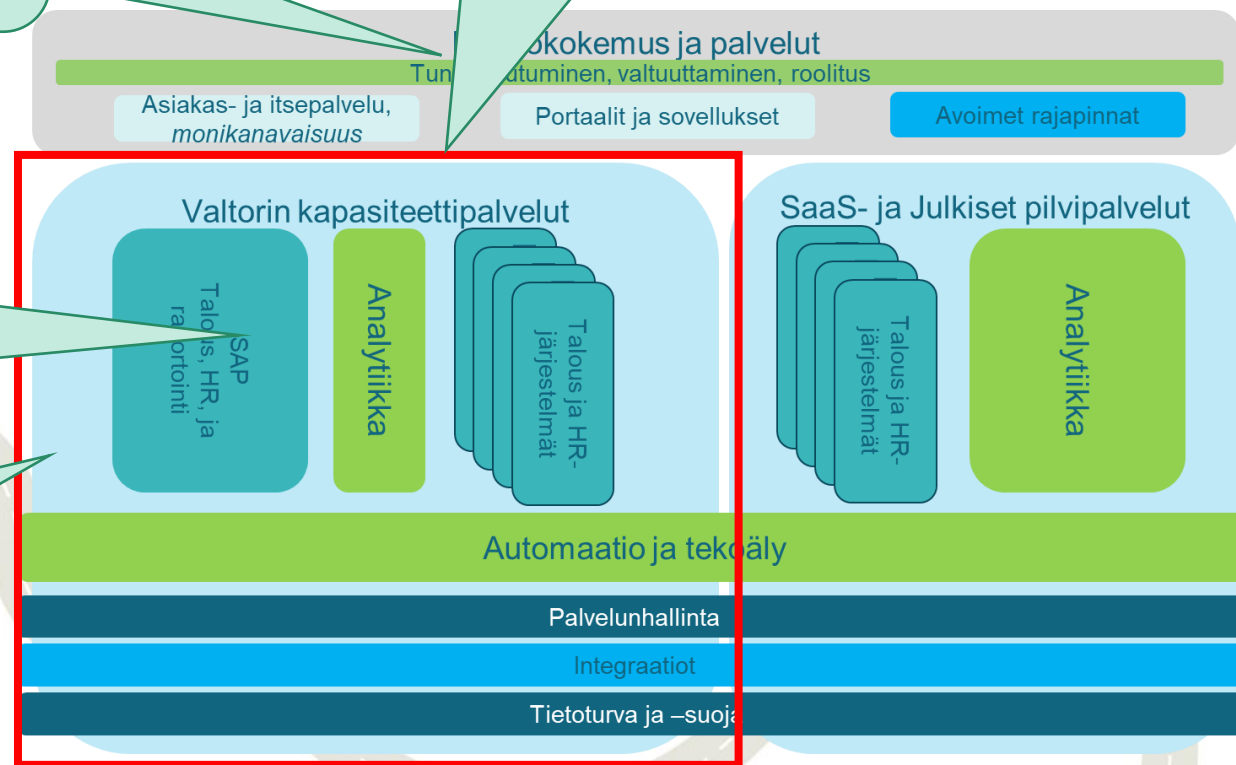 ökokemus ja palvelut
Tun utuminen, valtuuttaminen, roolitus
Asiakas- ja itsepalvelu,
monikanavaisuus
Portaalit ja sovellukset
Avoimet rajapinnat
Valtorin kapasiteettipalvelut
SAP
Talous, HR, ja
raportointi
Analytiikka
Talous ja HR-
järjestelmät
SaaS- ja Julkiset pilvipalvelut
Talous ja HR-
järjestelmät
Analytiikka
Automaatio ja tekoäly
Palvelunhallinta
Integraatiot
Tietoturva ja –suoja